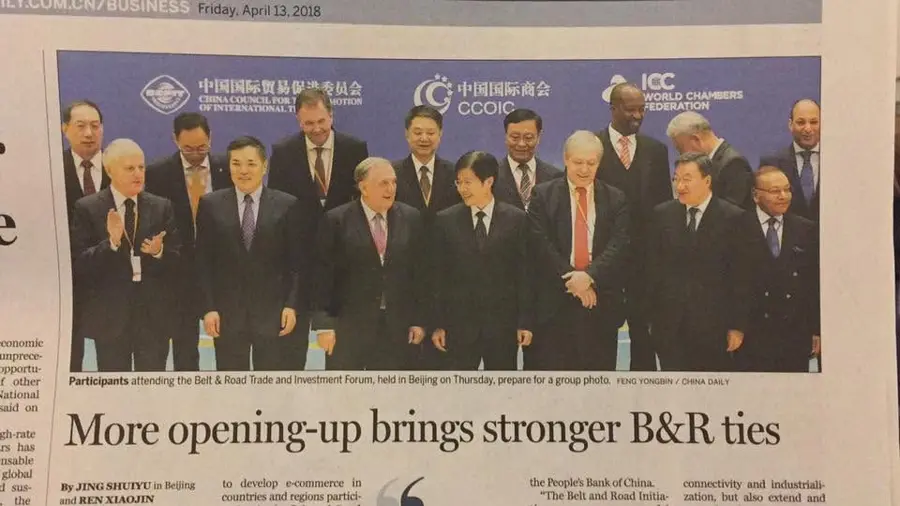 ILY.COM.CN/BUSINESS Friday, April 13, 2018
中国国际贸易促进委员会
CHINA COUNCIL FOR THE PROMOTION
OF INTERNATIONAL
中国国际商会
CCOIC
ICC
WORLD CHAMBERS
FEDERATION
Participants attending the Belt & Road Trade and Investment Forum, held in Beijing on Thursday, prepare for a group photo. FENG YONGBIN / CHINA DAILY
More opening-up brings stronger B&R ties
e
economic
unprece-
opportu-
f other
National
said on
gh-rate
rs has
ensable
global
d sus-
the
By JING SHUIYU in Beijing
and REN XIAOJIN
to develop e-commerce in
countries and regions partici-
the People's Bank of China.
"The Belt and Road Initia-
connectivity and industriali-
zation, but also extend and